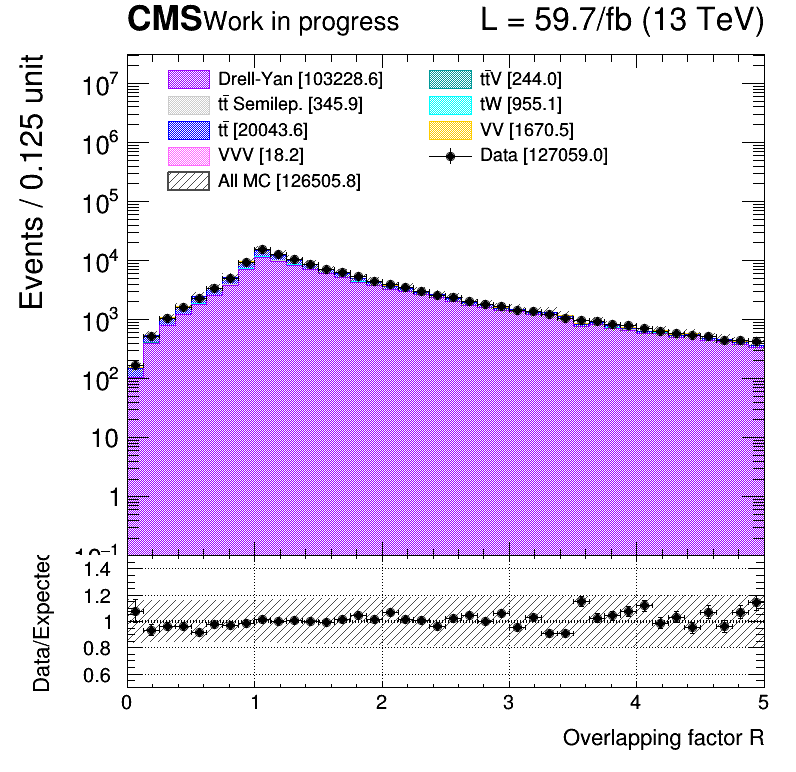 CMS Work in progress L = 59.7/fb (13 TeV)
Events / 0.125 unit
Drell-Yan [103228.6]
tt̄ Semilep. [345.9]
tt̄ [20043.6]
VVV [18.2]
All MC [126505.8]
tt̄V [244.0]
tW [955.1]
VV [1670.5]
Data [127059.0]
10⁷
10⁶
10⁵
10⁴
10³
10²
10
1
10⁻¹
Data/Expected
1.4
1.2
1
0.8
0.6
0 1 2 3 4 5
Overlapping factor R